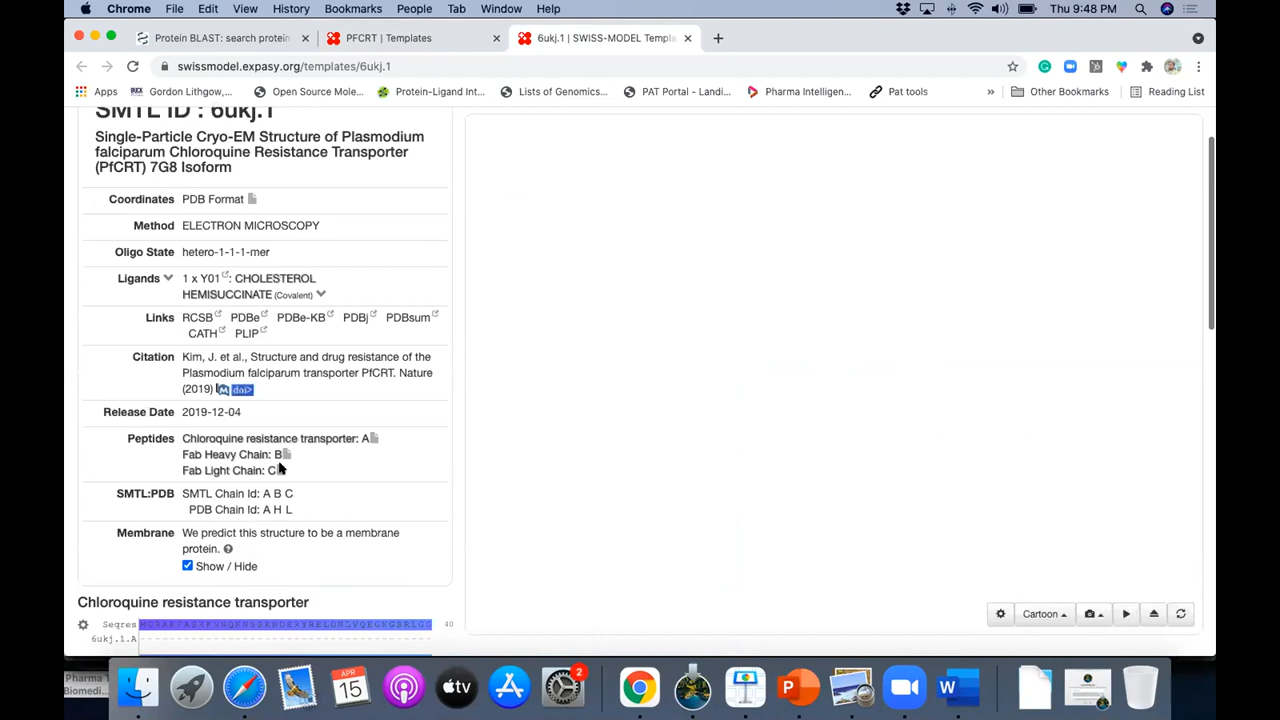 Chrome File Edit View History Bookmarks People Tab Window Help Thu 9:48 PM
Protein BLAST: search protein × PFCRT | Templates × 6ukj.1 | SWISS-MODEL Templa × +
swissmodel.expasy.org/templates/6ukj.1
Apps Gordon Lithgow,... Open Source Mole... Protein-Ligand Int... Lists of Genomics... PAT Portal - Landi... Pharma Intelligen... Pat tools » Other Bookmarks Reading List
SMTL ID : 6ukj.1
Single-Particle Cryo-EM Structure of Plasmodium
falciparum Chloroquine Resistance Transporter
(PfCRT) 7G8 Isoform
Coordinates PDB Format
Method ELECTRON MICROSCOPY
Oligo State hetero-1-1-1-mer
Ligands 1 x Y01: CHOLESTEROL
HEMISUCCINATE (Covalent)
Links RCSB PDBe PDBe-KB PDBj PDBsum
CATH PLIP
Citation Kim, J. et al., Structure and drug resistance of the
Plasmodium falciparum transporter PfCRT. Nature
(2019) doi>
Release Date 2019-12-04
Peptides Chloroquine resistance transporter: A
Fab Heavy Chain: B
Fab Light Chain: C
SMTL:PDB SMTL Chain Id: A B C
PDB Chain Id: A H L
Membrane We predict this structure to be a membrane
protein.
Show / Hide
Cartoon
Chloroquine resistance transporter
Seqres 40
6ukj.1.A
Pharma T
Biomedi...
APR
15
tv
2